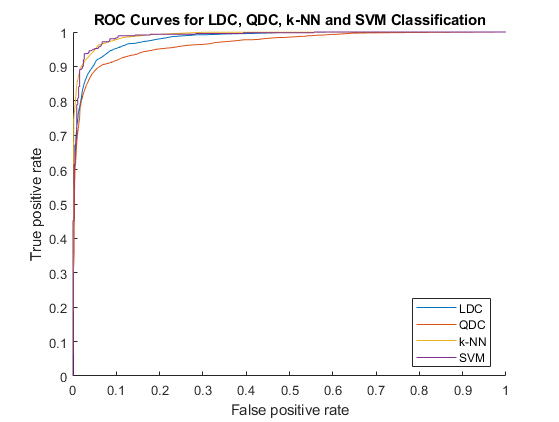 ROC Curves for LDC, QDC, k-NN and SVM Classification
1
0.9
0.8
0.7
0.6
0.5
0.4
0.3
0.2
0.1
0
True positive rate
LDC
QDC
k-NN
SVM
0 0.1 0.2 0.3 0.4 0.5 0.6 0.7 0.8 0.9 1
False positive rate